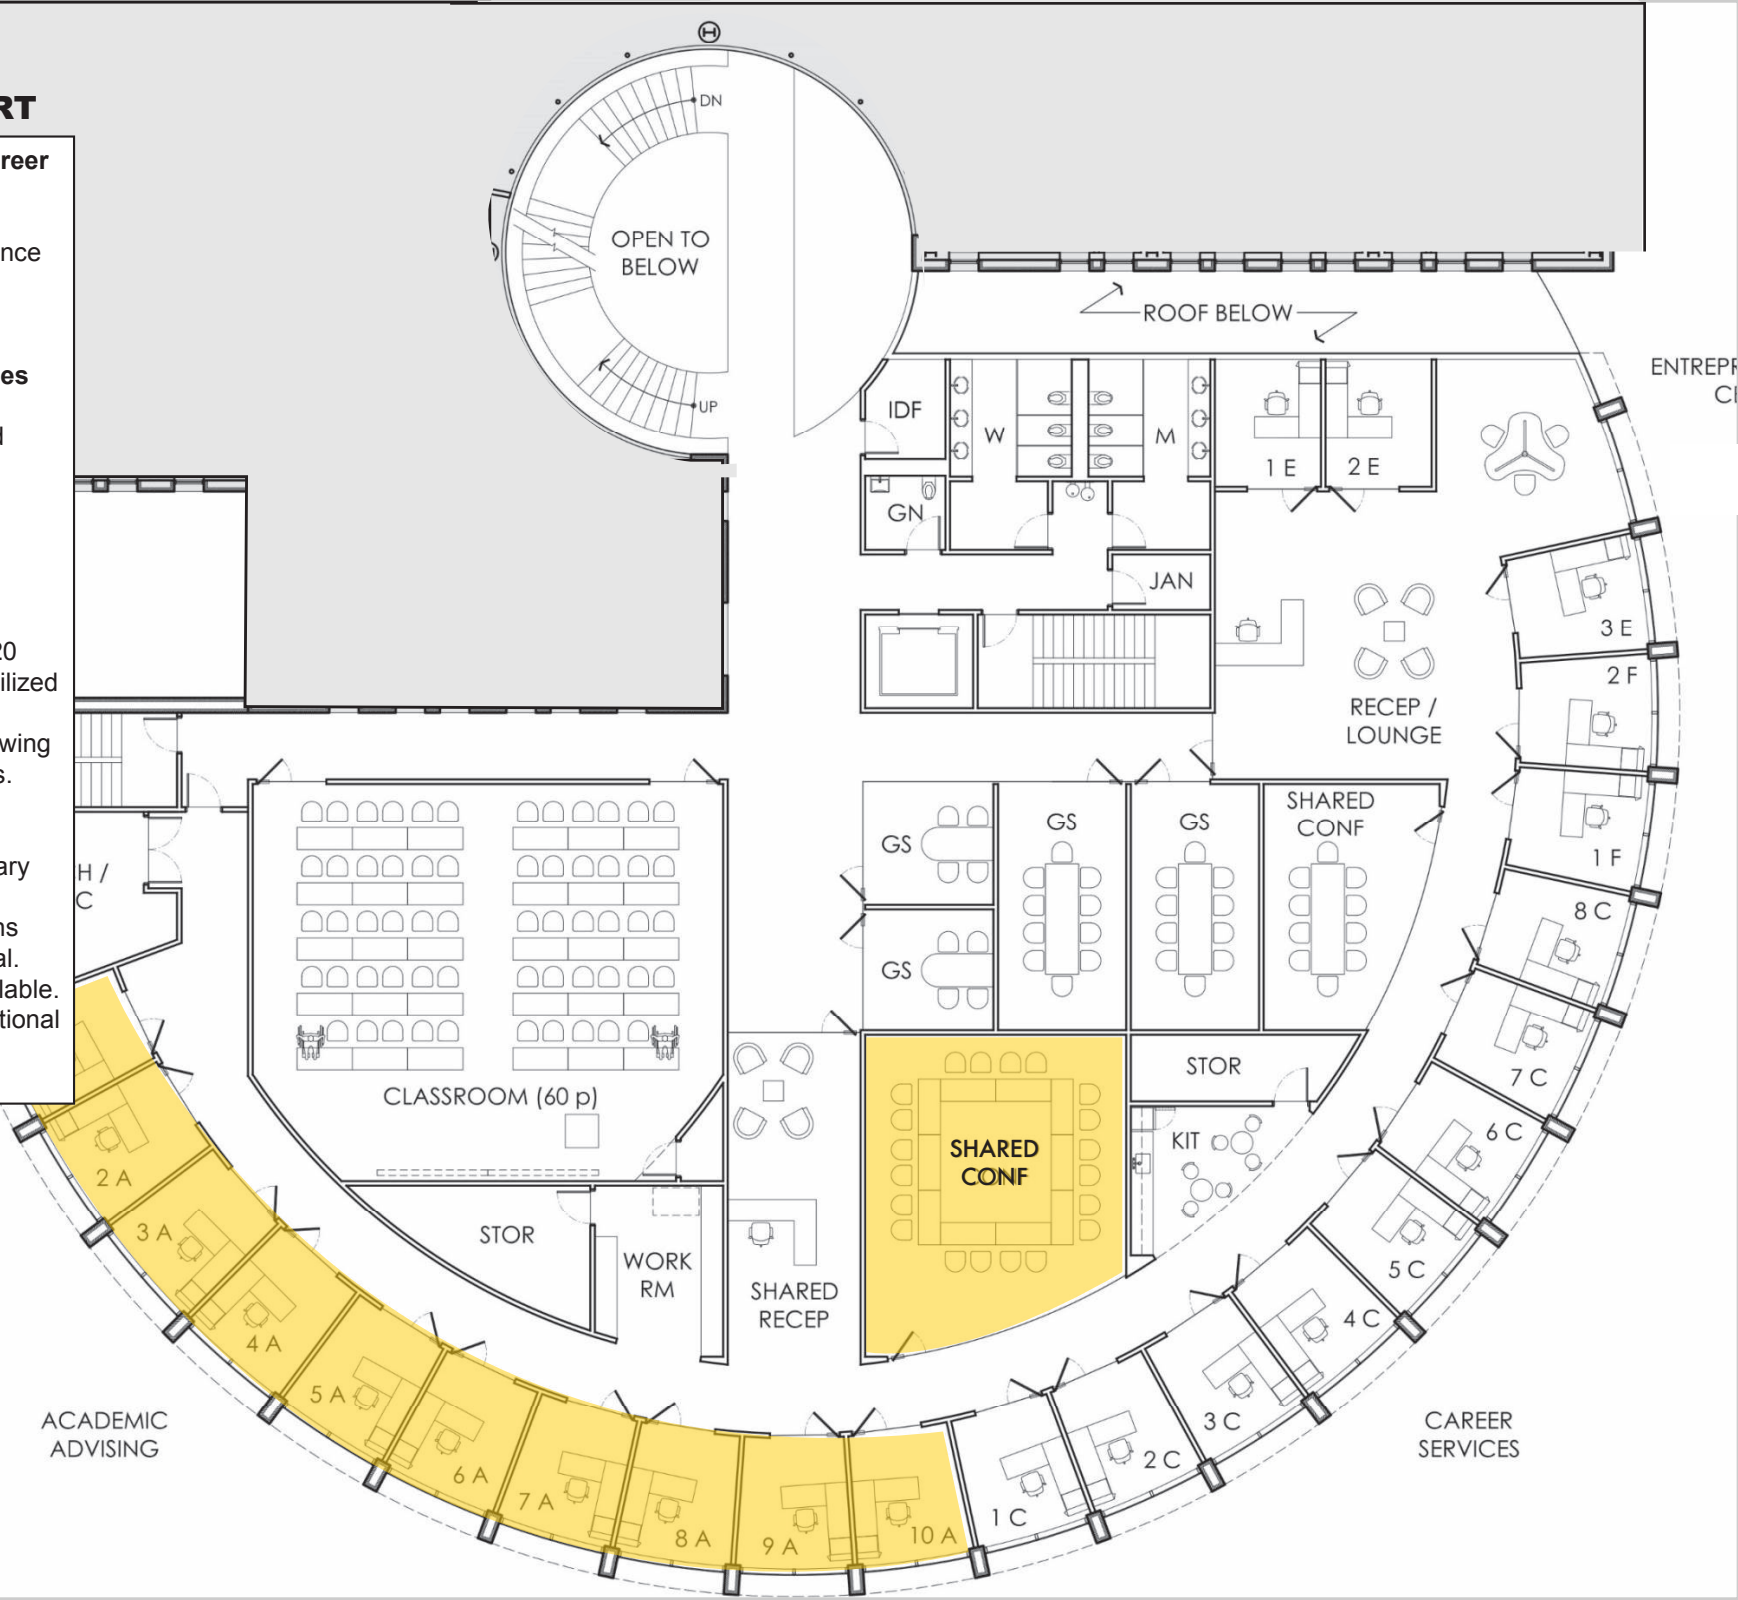 RT
reer
nce
es
d
20
ilized
wing
s.
ary
ns
al.
lable.
tional
H
DN
OPEN TO
BELOW
UP
ROOF BELOW
ENTREPR
IDF
W
M
1 E
2 E
GN
JAN
3 E
2 F
RECEP /
LOUNGE
1 F
8 C
7 C
6 C
5 C
4 C
3 C
2 C
1 C
SHARED
CONF
GS
GS
GS
GS
H /
C
CLASSROOM (60 p)
STOR
KIT
SHARED
CONF
STOR
WORK
RM
SHARED
RECEP
2 A
3 A
4 A
5 A
6 A
7 A
8 A
9 A
10 A
ACADEMIC
ADVISING
CAREER
SERVICES